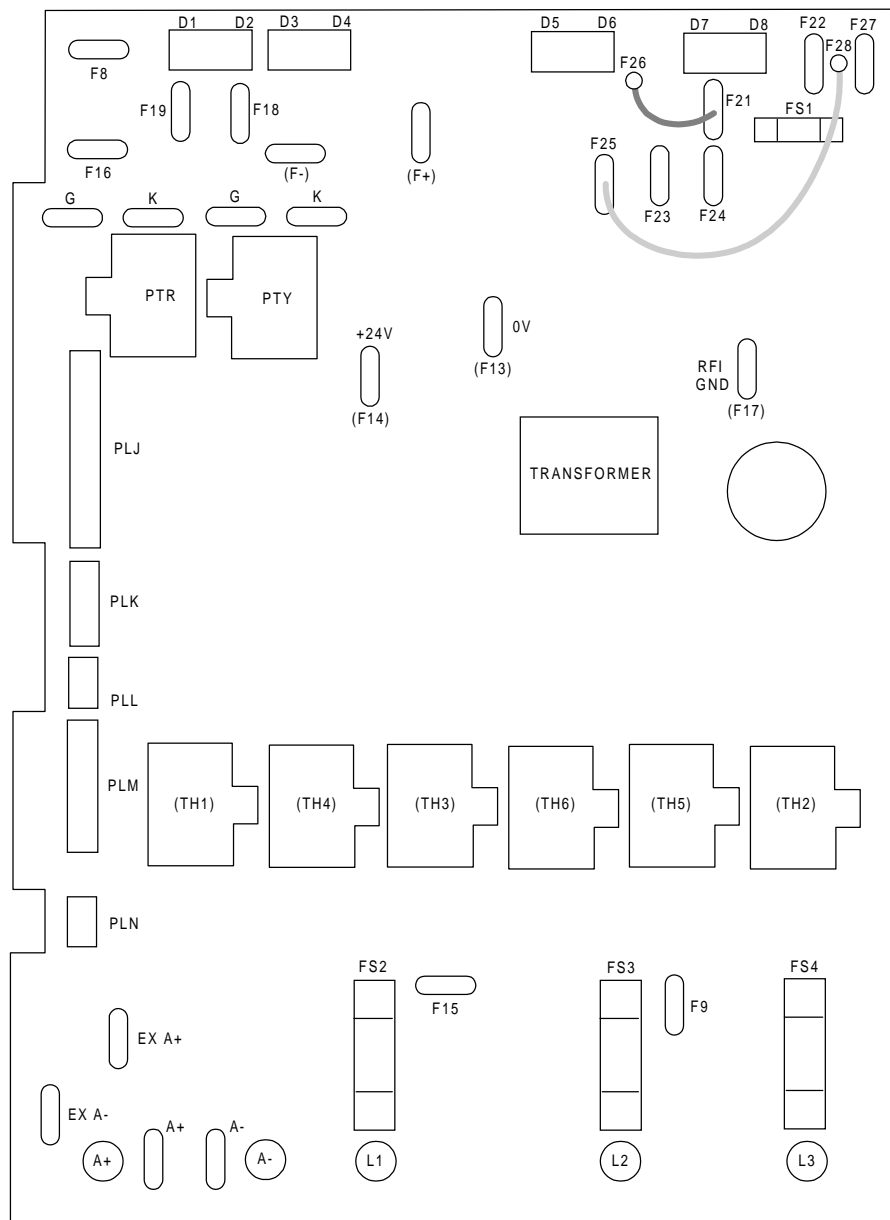 D1 D2 D3 D4 D5 D6 D7 D8 F22 F27
F8 F26 F28
F19 F18 F21 FS1
F16 (F-) (F+) F25
G K G K F23 F24
PTR PTY
+24V 0V
(F14) (F13)
RFI
GND
(F17)
PLJ TRANSFORMER
PLK
PLL
PLM (TH1) (TH4) (TH3) (TH6) (TH5) (TH2)
PLN
FS2 FS3 FS4
F15 F9
EX A+
EX A-
A+ A-
A+ A- L1 L2 L3